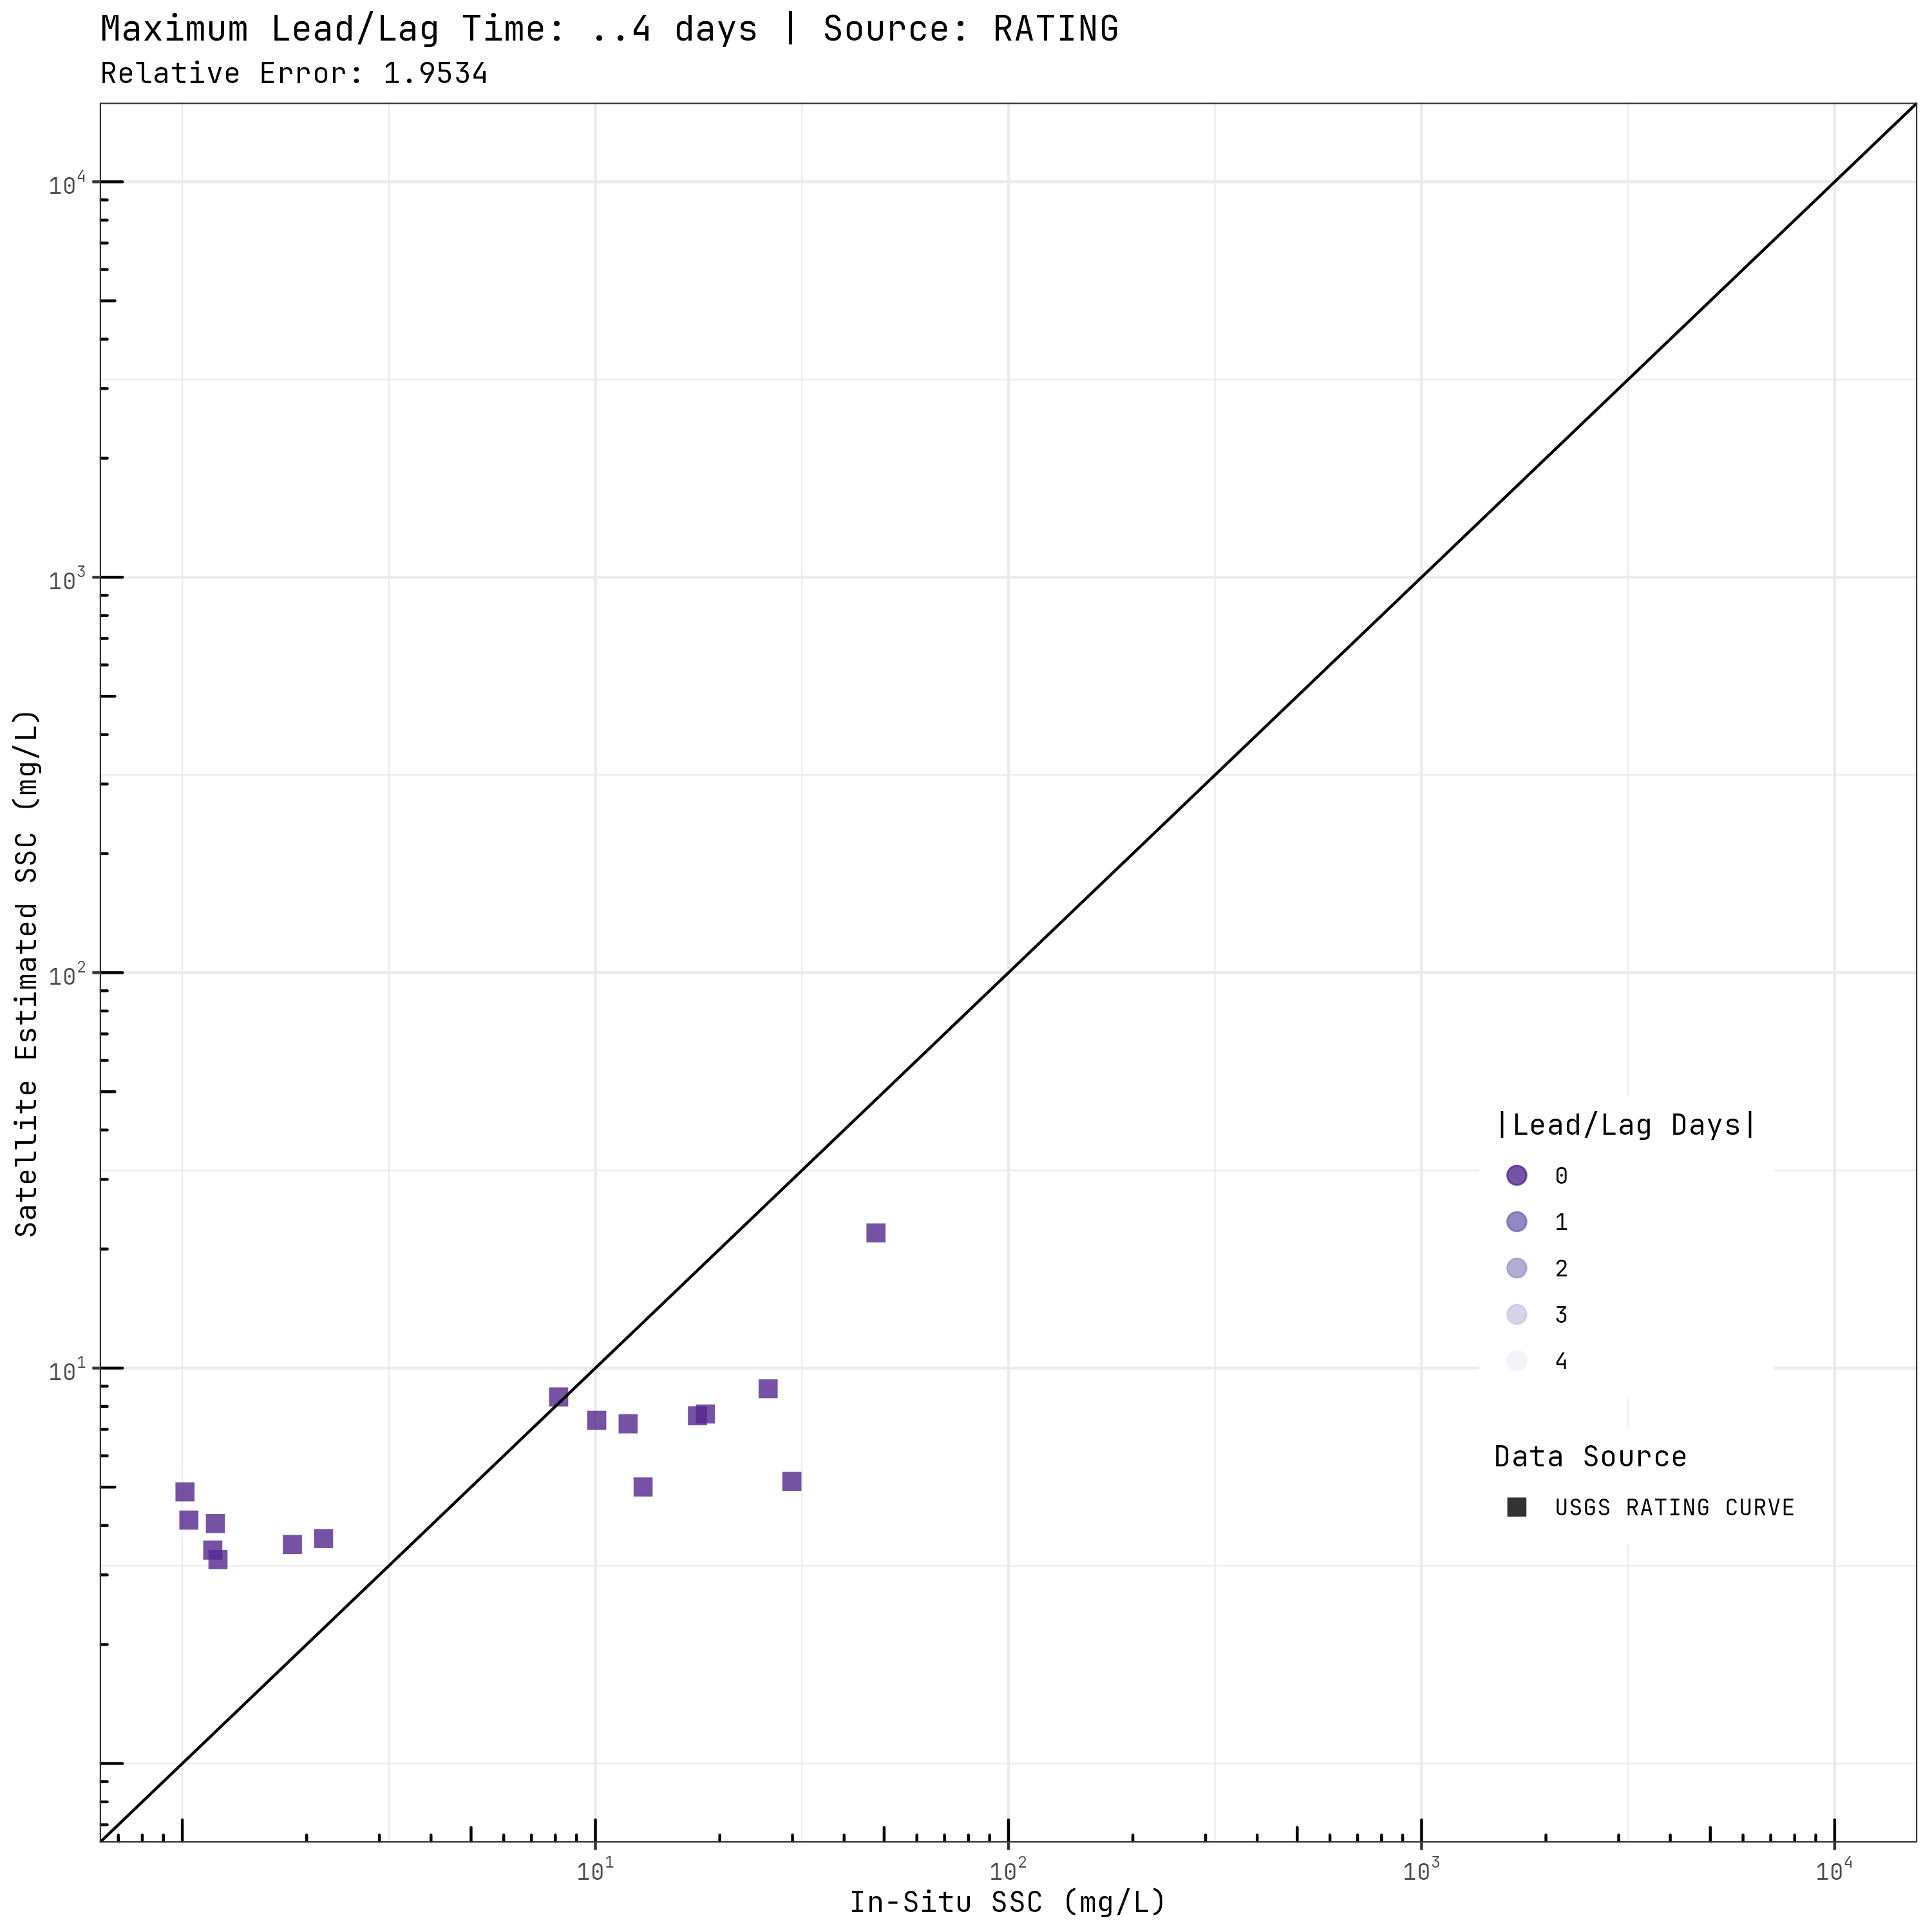 Maximum Lead/Lag Time: ..4 days | Source: RATING
Relative Error: 1.9534
Satellite Estimated SSC (mg/L)
10⁴
10³
10²
10¹
|Lead/Lag Days|
0
1
2
3
4
Data Source
USGS RATING CURVE
10¹ 10² 10³ 10⁴
In-Situ SSC (mg/L)